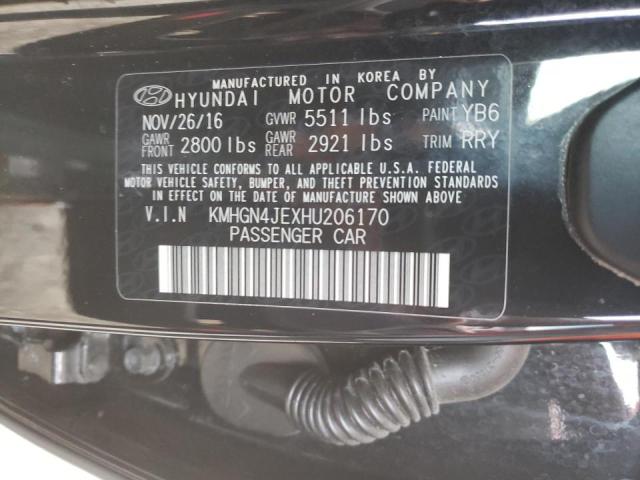 MANUFACTURED IN KOREA BY
HYUNDAI MOTOR COMPANY
NOV/26/16 GVWR 5511 lbs PAINT YB6
GAWR FRONT 2800 lbs GAWR REAR 2921 lbs TRIM RRY
THIS VEHICLE CONFORMS TO ALL APPLICABLE U.S.A. FEDERAL
MOTOR VEHICLE SAFETY, BUMPER, AND THEFT PREVENTION STANDARDS
IN EFFECT ON THE DATE OF MANUFACTURE SHOWN ABOVE
V.I.N KMHGN4JEXHU206170
PASSENGER CAR